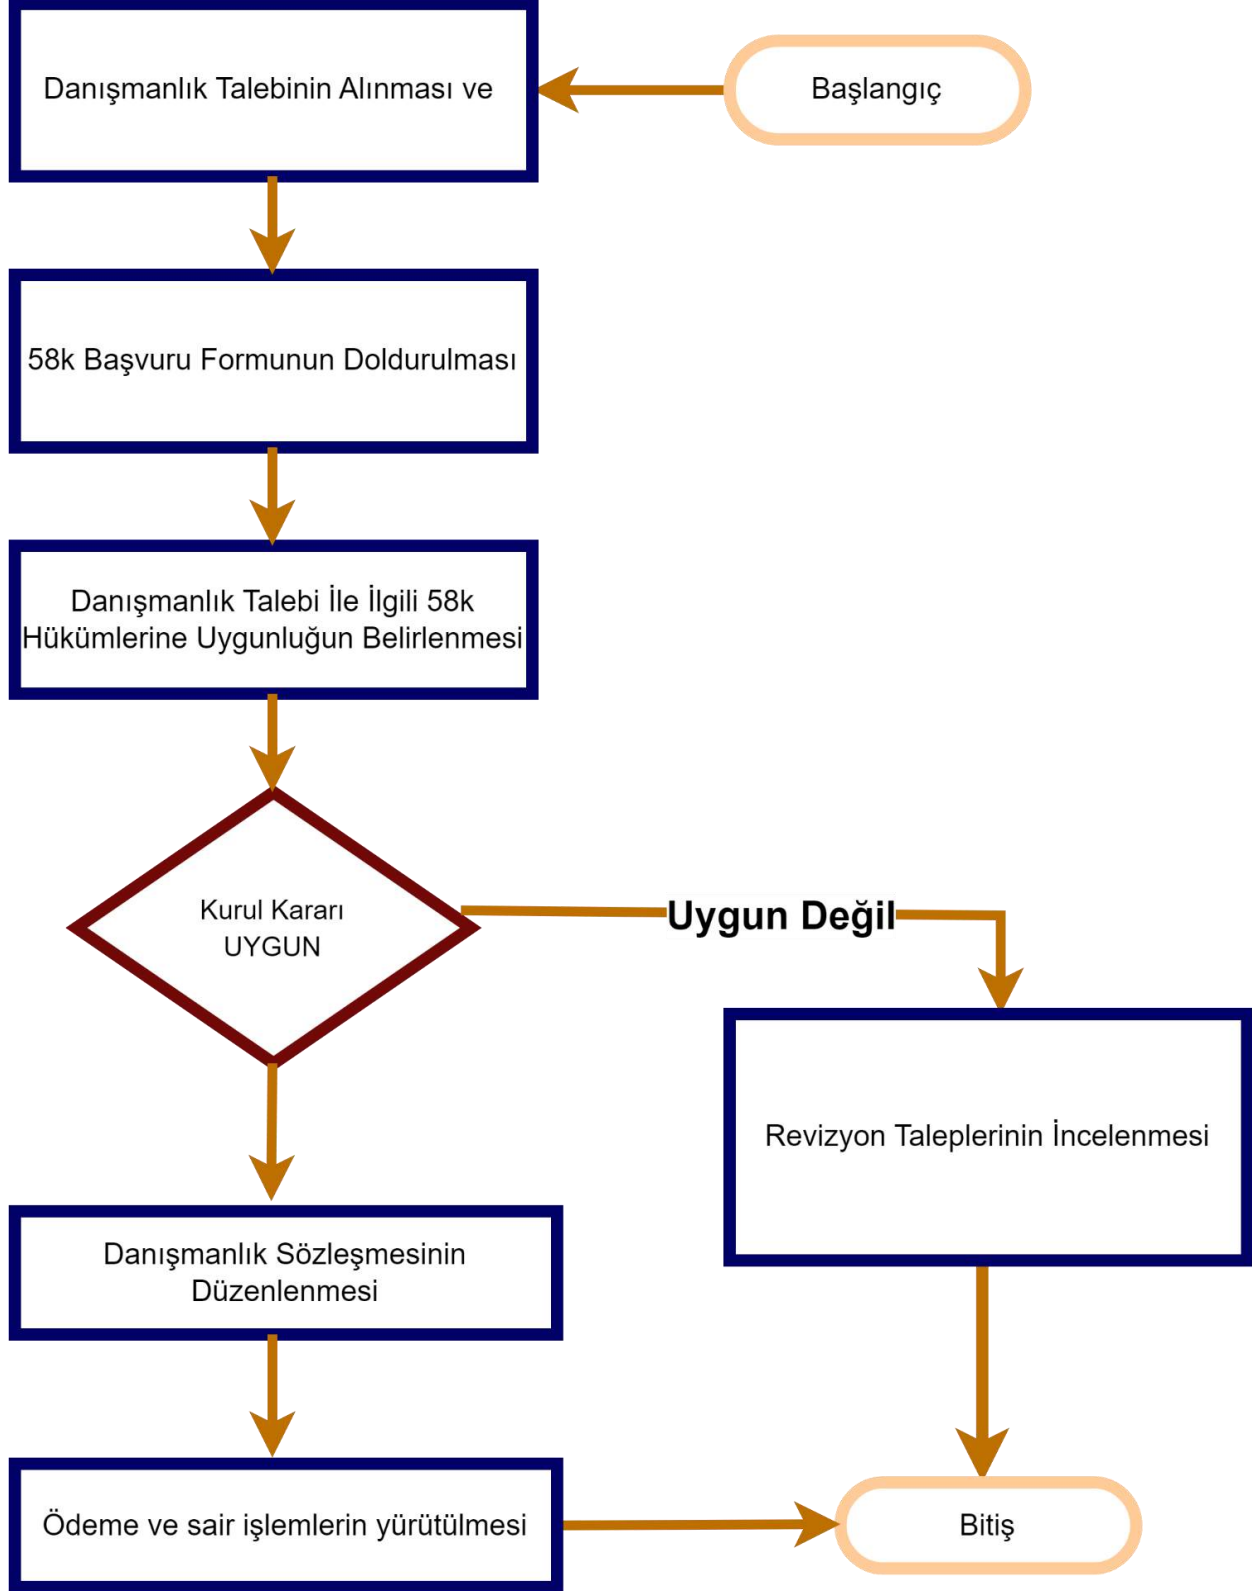 Başlangıç
Danışmanlık Talebinin Alınması ve
58k Başvuru Formunun Doldurulması
Danışmanlık Talebi İle İlgili 58k
Hükümlerine Uygunluğun Belirlenmesi
Kurul Kararı
UYGUN
Uygun Değil
Revizyon Taleplerinin İncelenmesi
Danışmanlık Sözleşmesinin
Düzenlenmesi
Ödeme ve sair işlemlerin yürütülmesi
Bitiş